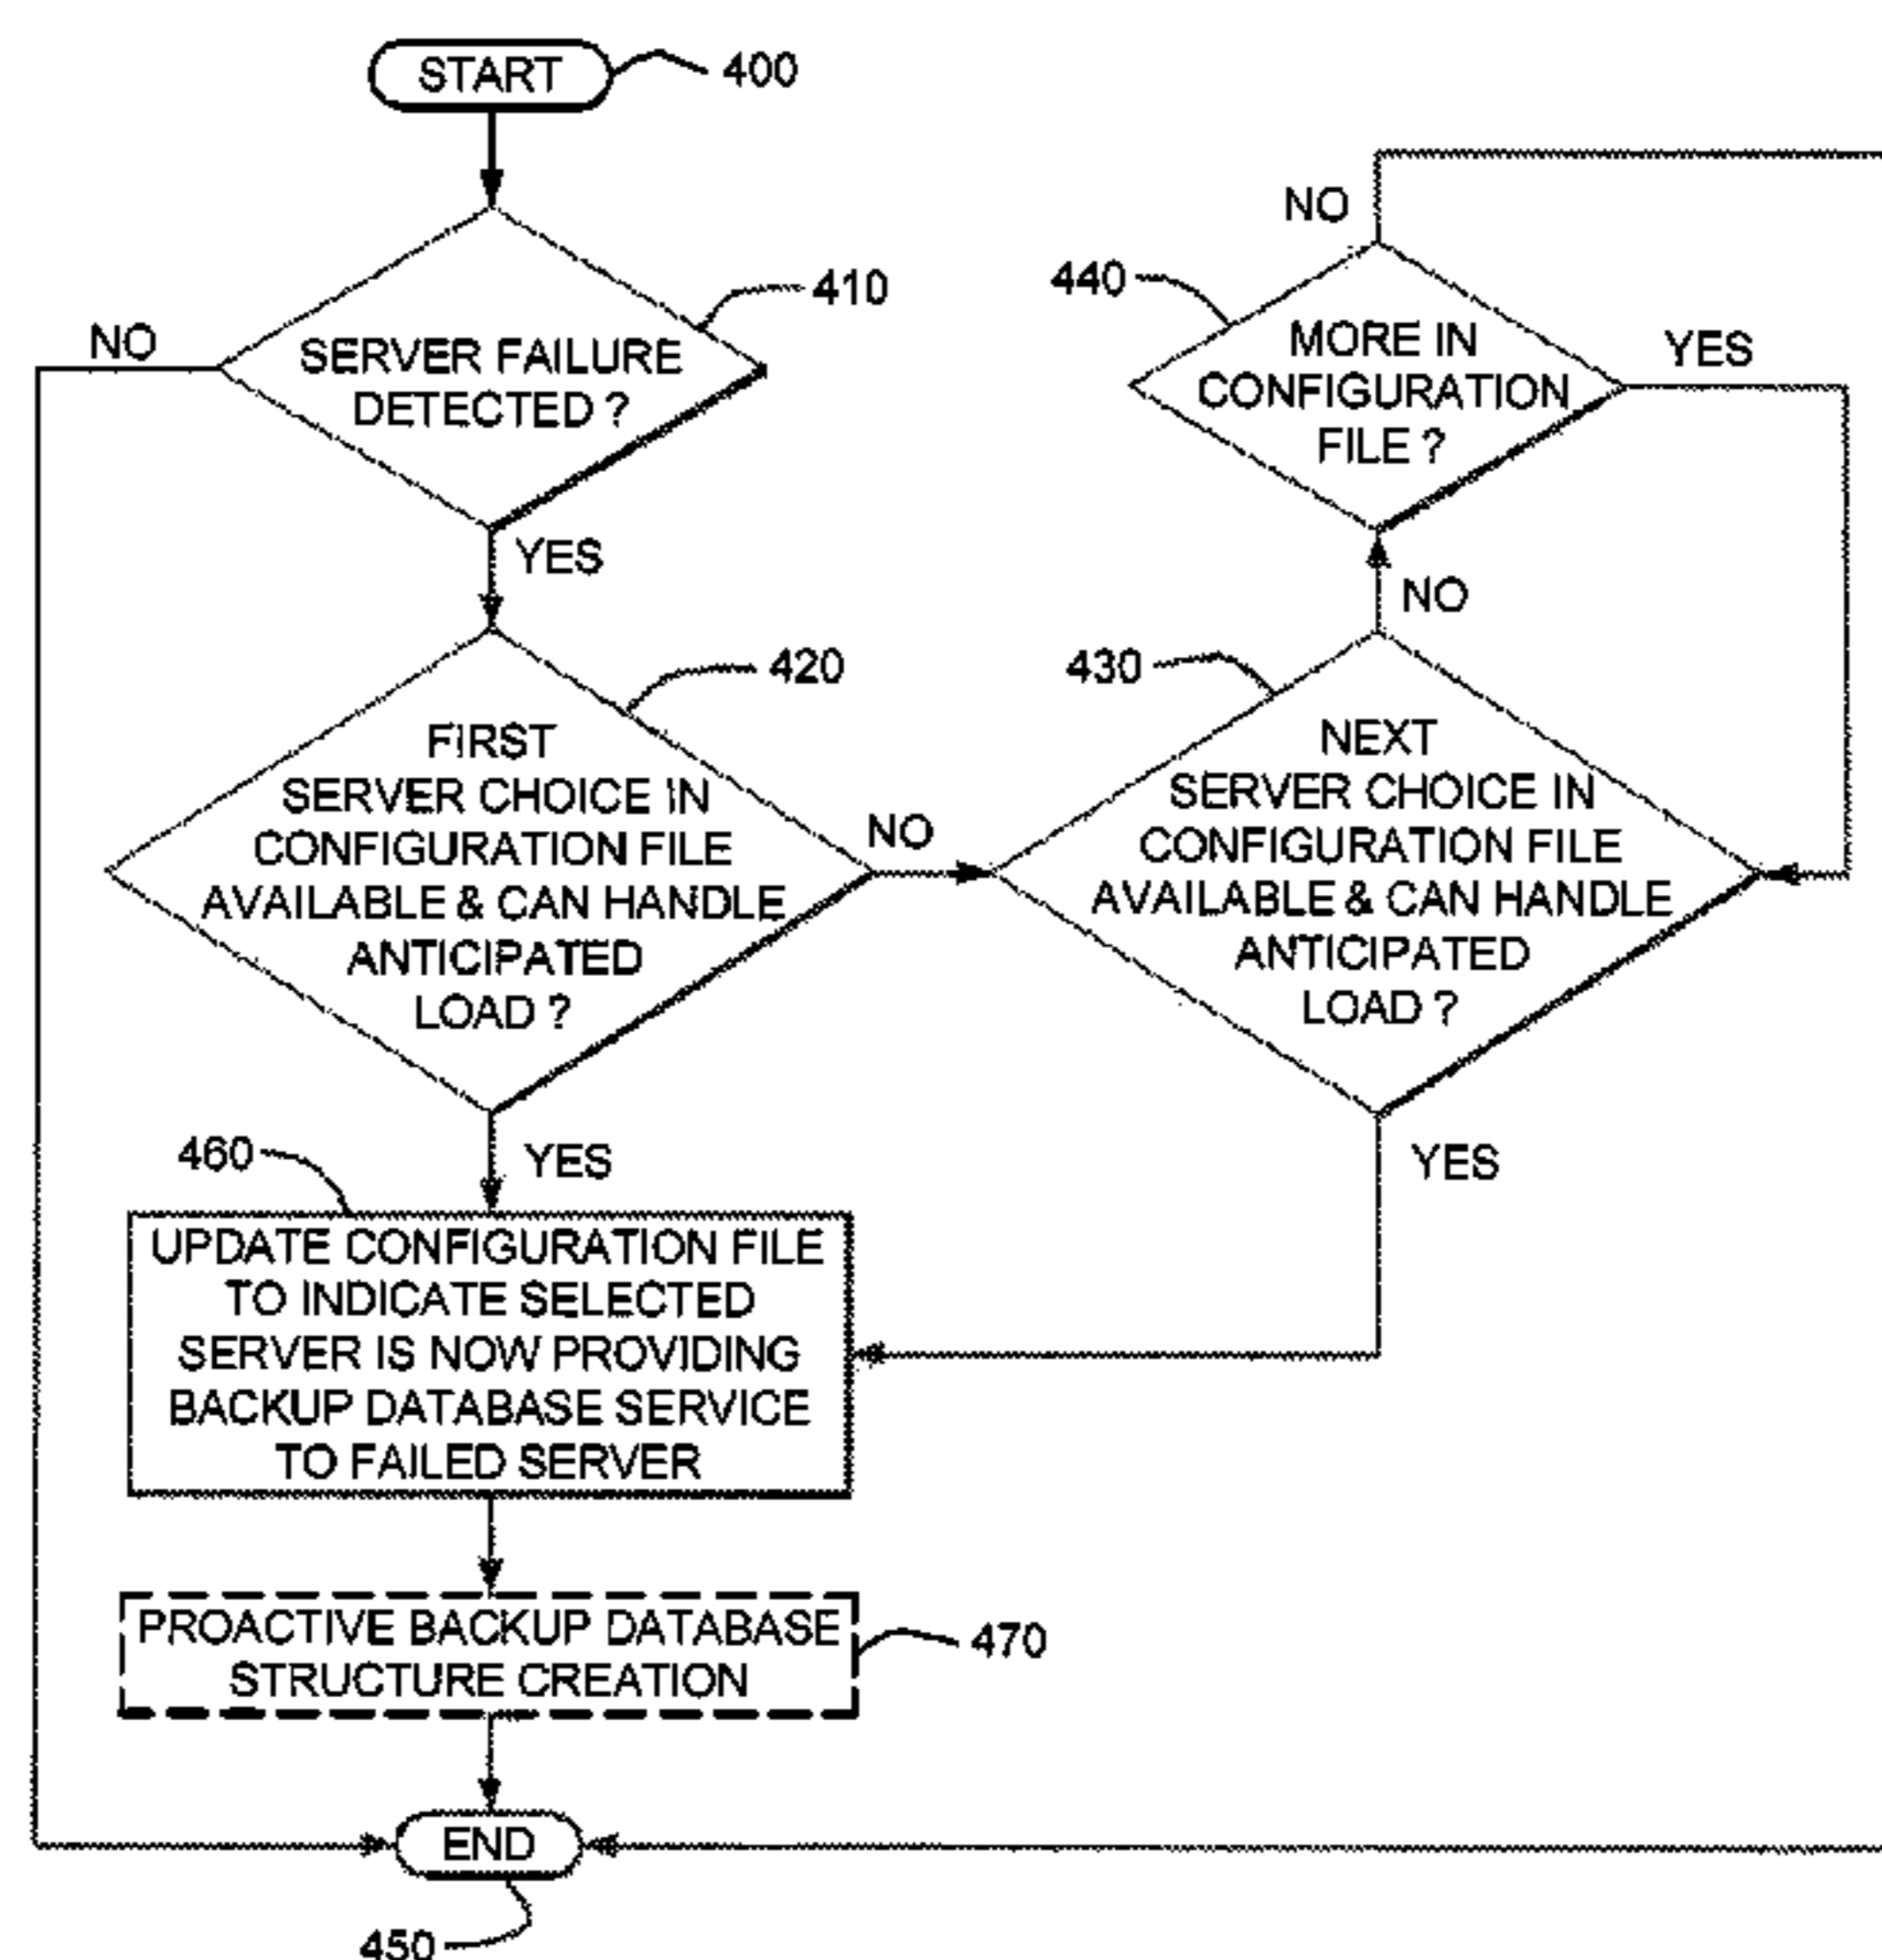 START
400
SERVER FAILURE
DETECTED ?
410
NO
YES
FIRST
SERVER CHOICE IN
CONFIGURATION FILE
AVAILABLE & CAN HANDLE
ANTICIPATED
LOAD ?
420
NO
YES
NEXT
SERVER CHOICE IN
CONFIGURATION FILE
AVAILABLE & CAN HANDLE
ANTICIPATED
LOAD ?
430
NO
YES
MORE IN
CONFIGURATION
FILE ?
440
NO
YES
460
UPDATE CONFIGURATION FILE
TO INDICATE SELECTED
SERVER IS NOW PROVIDING
BACKUP DATABASE SERVICE
TO FAILED SERVER
PROACTIVE BACKUP DATABASE
STRUCTURE CREATION
470
END
450